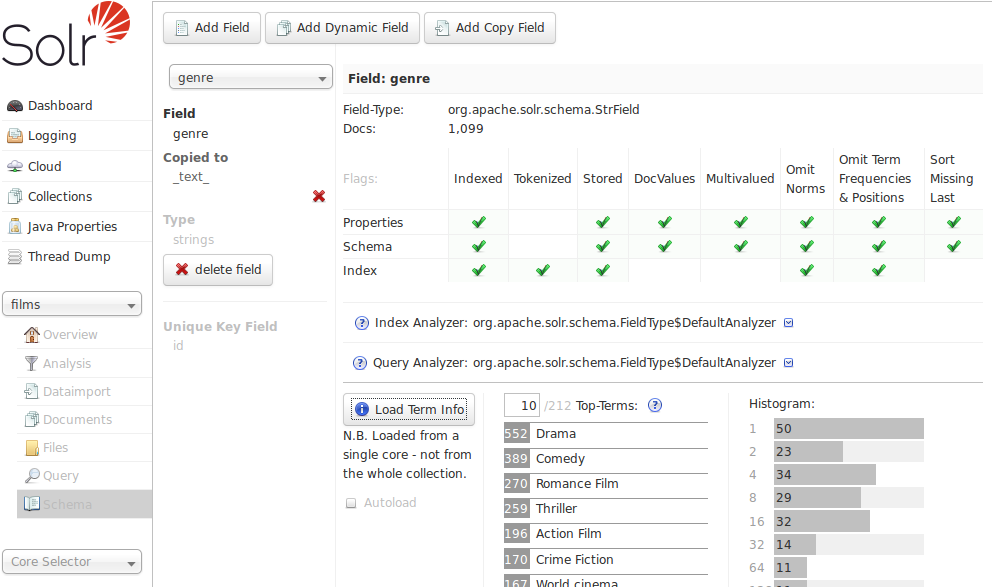 Solr
Dashboard
Logging
Cloud
Collections
Java Properties
Thread Dump
films
Overview
Analysis
Dataimport
Documents
Files
Query
Schema
Core Selector
Add Field Add Dynamic Field Add Copy Field
genre
Field
genre
Copied to
_text_
Type
strings
delete field
Unique Key Field
id
Field: genre
Field-Type: org.apache.solr.schema.StrField
Docs: 1,099
Flags: Indexed Tokenized Stored DocValues Multivalued Omit Norms Omit Term Frequencies & Positions Sort Missing Last
Properties
Schema
Index
Index Analyzer: org.apache.solr.schema.FieldType$DefaultAnalyzer
Query Analyzer: org.apache.solr.schema.FieldType$DefaultAnalyzer
Load Term Info
N.B. Loaded from a
single core - not from
the whole collection.
Autoload
10 /212 Top-Terms:
552 Drama
389 Comedy
270 Romance Film
259 Thriller
196 Action Film
170 Crime Fiction
167 World cinema
Histogram:
1 50
2 23
4 34
8 29
16 32
32 14
64 11